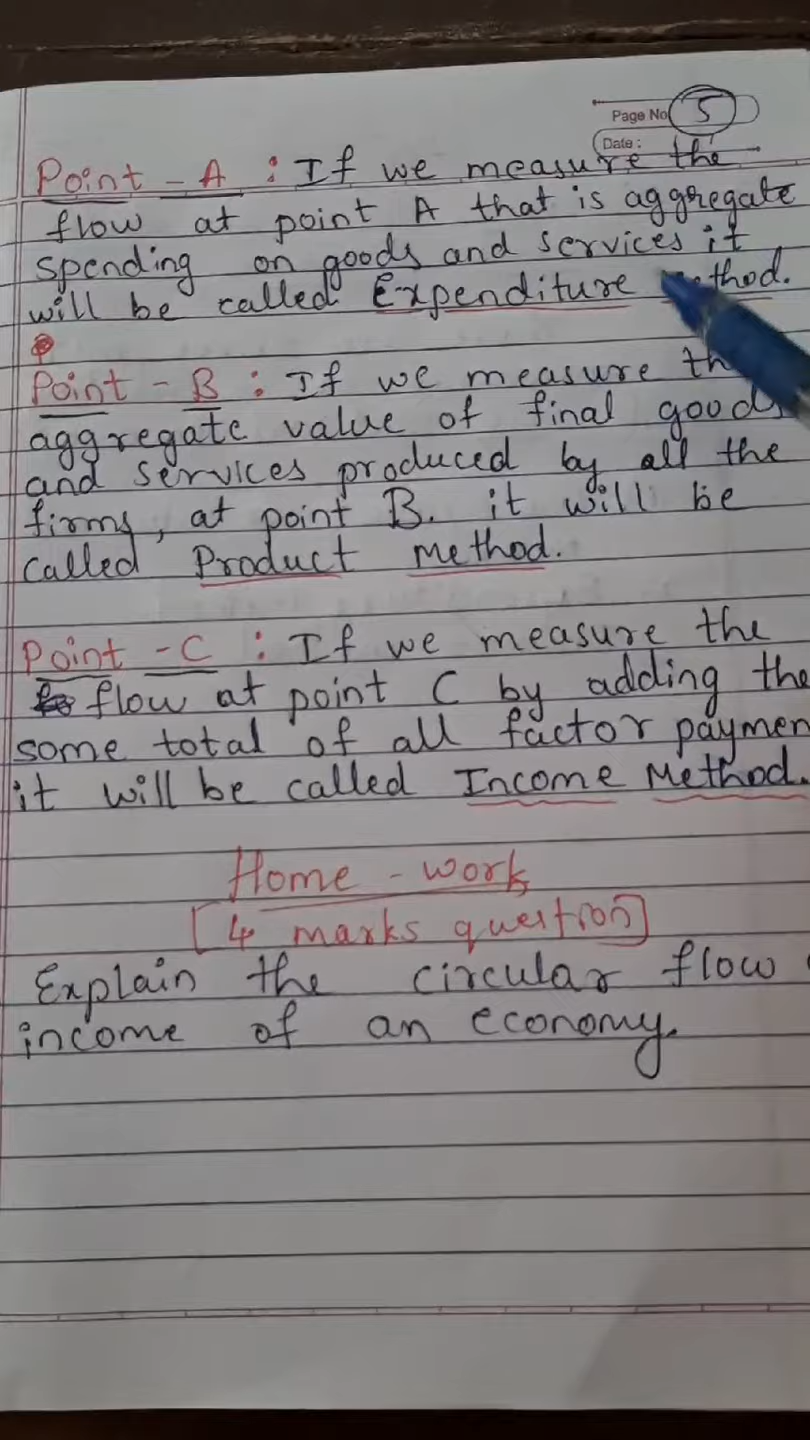 Page No 5
Date :
Point - A : If we measure the
flow at point A that is aggregate
spending on goods and services it
will be called Expenditure method.
Point - B : If we measure th
aggregate value of final goods
and services produced by all the
firms, at point B. it will be
called Product Method.
Point - C : If we measure the
flow at point C by adding the
some total of all factor paymen
it will be called Income Method.
Home - work
[4 marks question]
Explain the circular flow
income of an economy.